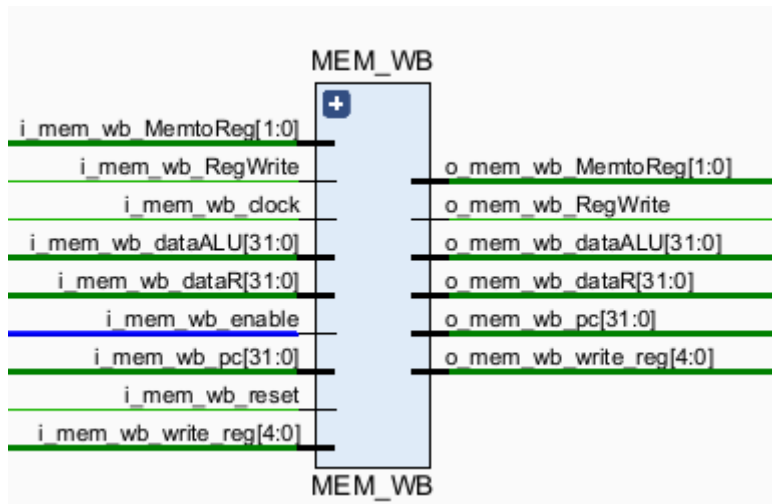 MEM_WB
i_mem_wb_MemtoReg[1:0]
i_mem_wb_RegWrite
i_mem_wb_clock
i_mem_wb_dataALU[31:0]
i_mem_wb_dataR[31:0]
i_mem_wb_enable
i_mem_wb_pc[31:0]
i_mem_wb_reset
i_mem_wb_write_reg[4:0]
o_mem_wb_MemtoReg[1:0]
o_mem_wb_RegWrite
o_mem_wb_dataALU[31:0]
o_mem_wb_dataR[31:0]
o_mem_wb_pc[31:0]
o_mem_wb_write_reg[4:0]
MEM_WB